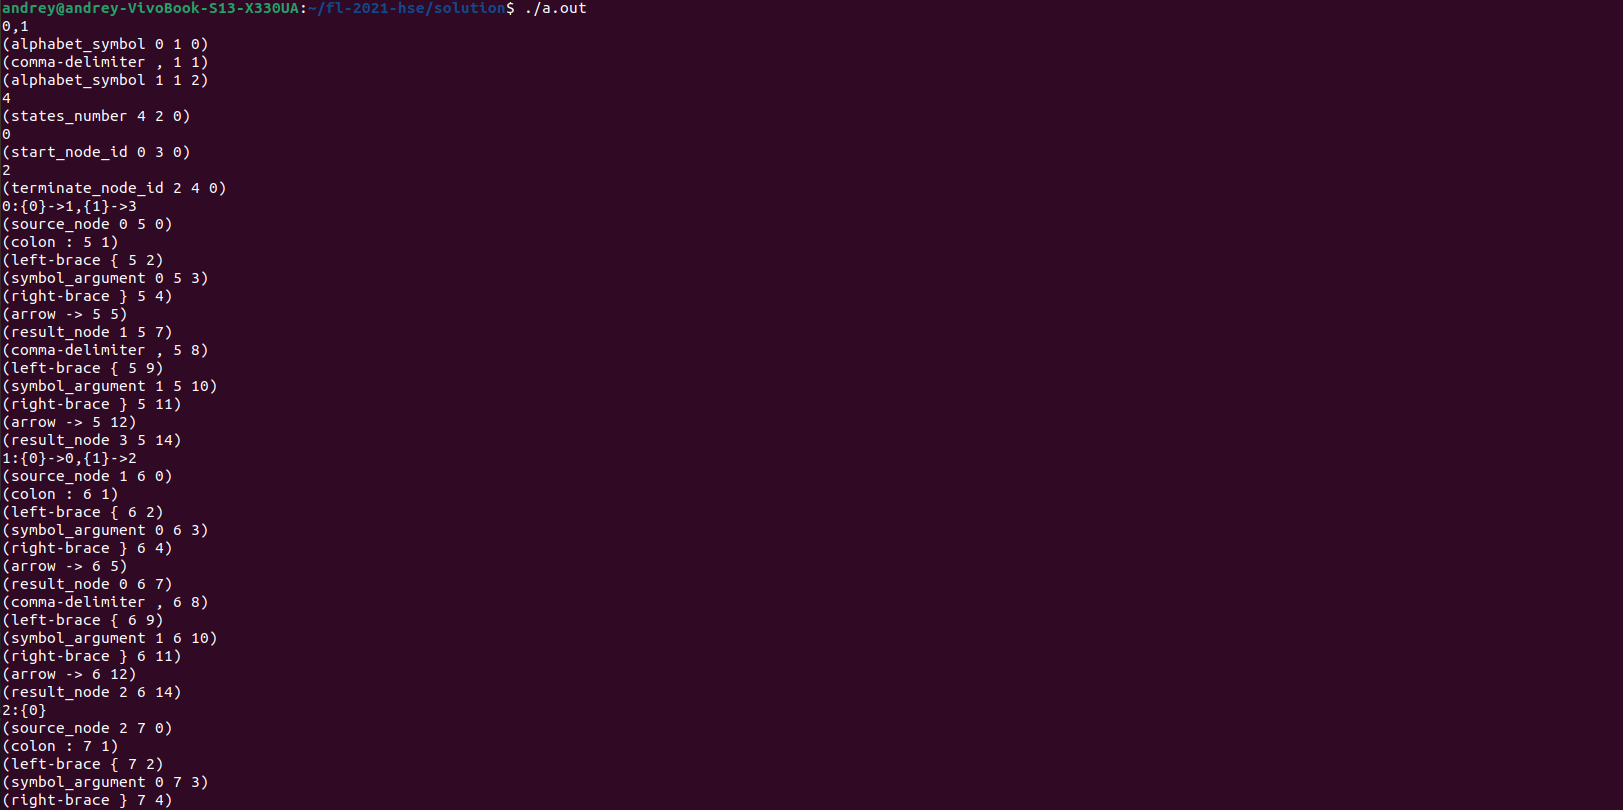 andrey@andrey-VivoBook-S13-X330UA:~/fl-2021-hse/solution$ ./a.out
0,1
(alphabet_symbol 0 1 0)
(comma-delimiter , 1 1)
(alphabet_symbol 1 1 2)
4
(states_number 4 2 0)
0
(start_node_id 0 3 0)
2
(terminate_node_id 2 4 0)
0:{0}->1,{1}->3
(source_node 0 5 0)
(colon : 5 1)
(left-brace { 5 2)
(symbol_argument 0 5 3)
(right-brace } 5 4)
(arrow -> 5 5)
(result_node 1 5 7)
(comma-delimiter , 5 8)
(left-brace { 5 9)
(symbol_argument 1 5 10)
(right-brace } 5 11)
(arrow -> 5 12)
(result_node 3 5 14)
1:{0}->0,{1}->2
(source_node 1 6 0)
(colon : 6 1)
(left-brace { 6 2)
(symbol_argument 0 6 3)
(right-brace } 6 4)
(arrow -> 6 5)
(result_node 0 6 7)
(comma-delimiter , 6 8)
(left-brace { 6 9)
(symbol_argument 1 6 10)
(right-brace } 6 11)
(arrow -> 6 12)
(result_node 2 6 14)
2:{0}
(source_node 2 7 0)
(colon : 7 1)
(left-brace { 7 2)
(symbol_argument 0 7 3)
(right-brace } 7 4)